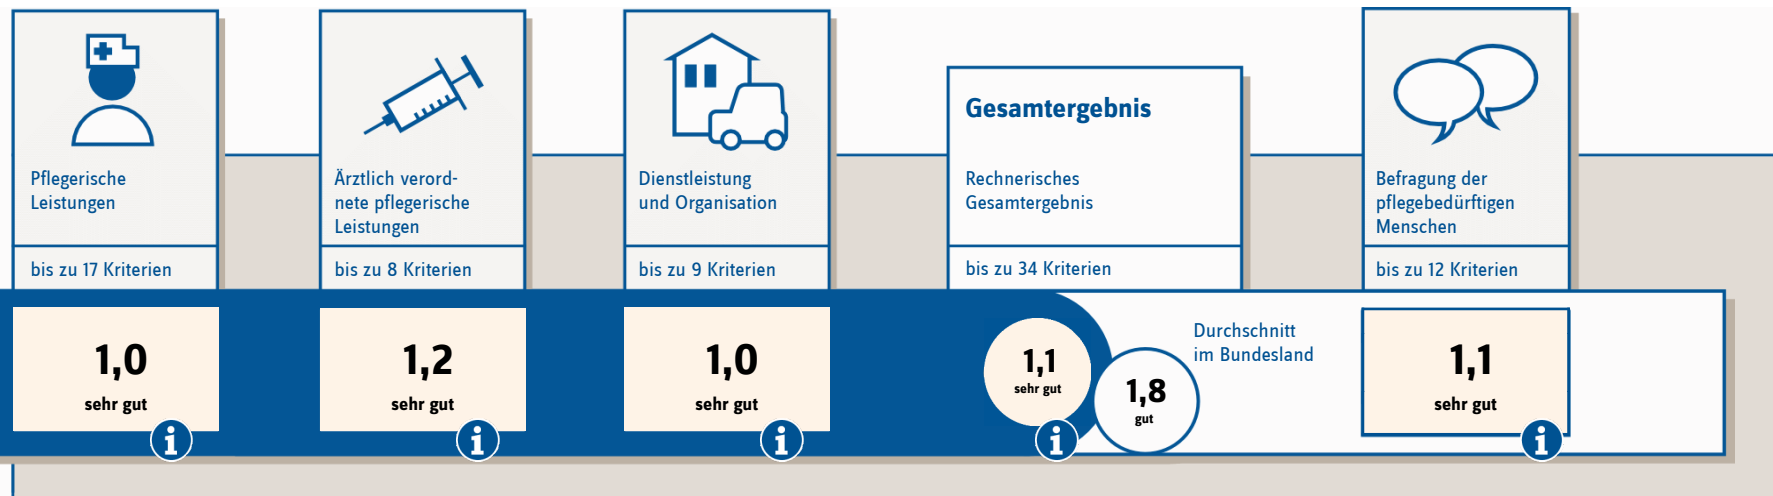 Pflegerische
Leistungen
bis zu 17 Kriterien
1,0
sehr gut
i
Ärztlich verord-
nete pflegerische
Leistungen
bis zu 8 Kriterien
1,2
sehr gut
i
Dienstleistung
und Organisation
bis zu 9 Kriterien
1,0
sehr gut
i
Gesamtergebnis
Rechnerisches
Gesamtergebnis
bis zu 34 Kriterien
1,1
sehr gut
i
1,8
gut
Durchschnitt
im Bundesland
Befragung der
pflegebedürftigen
Menschen
bis zu 12 Kriterien
1,1
sehr gut
i